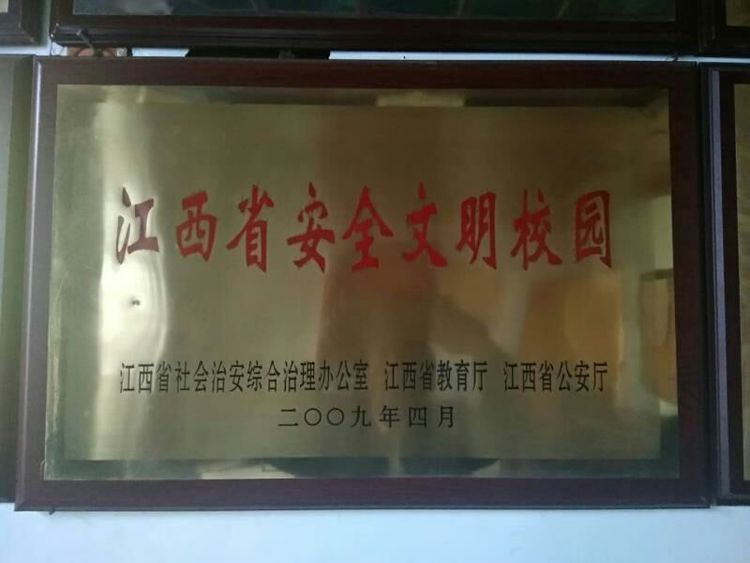 江西省安全文明校园
江西省社会治安综合治理办公室 江西省教育厅 江西省公安厅
二〇〇九年四月